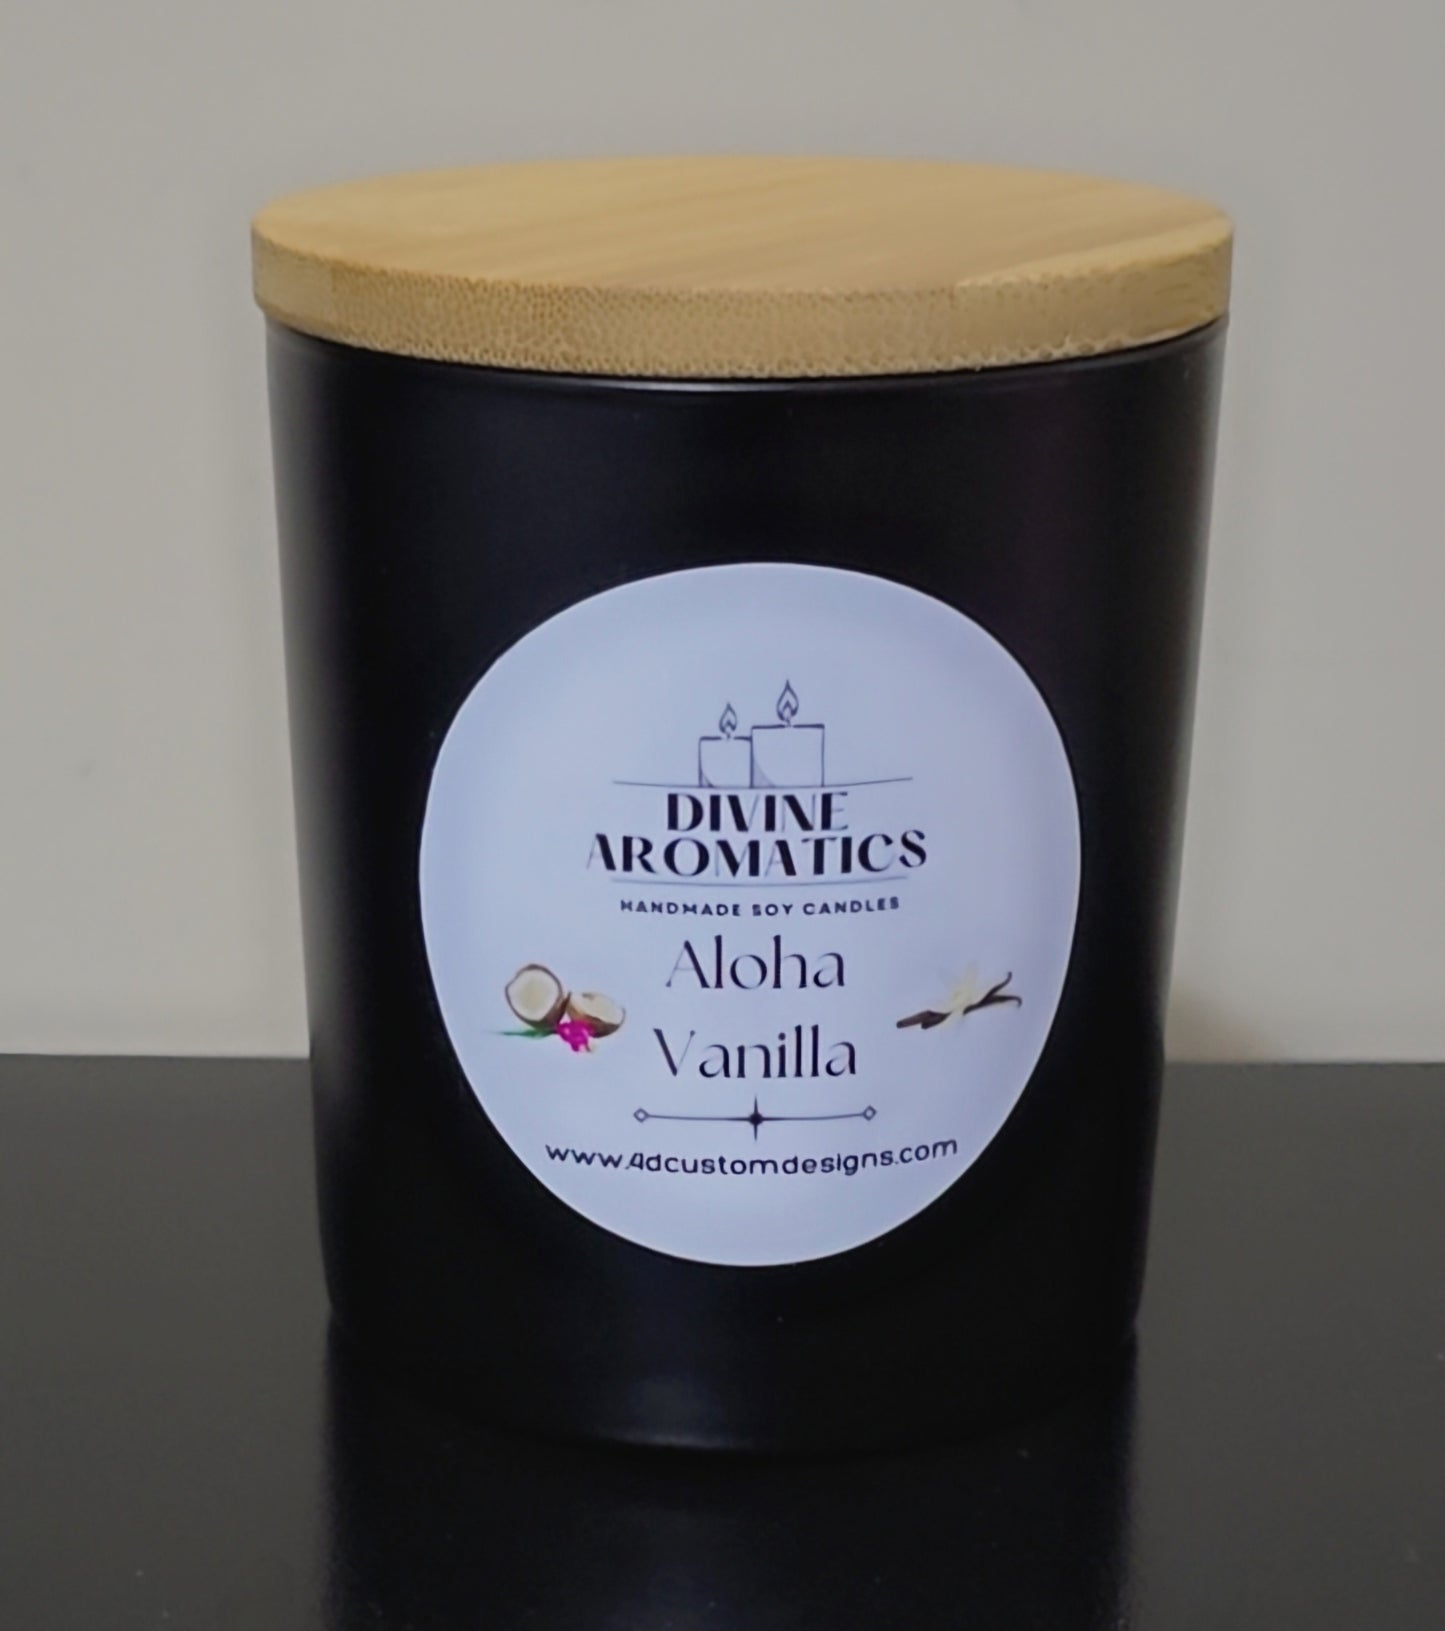 DIVINE
AROMATICS
HANDMADE SOY CANDLES
Aloha
Vanilla
www.4dcustomdesigns.com